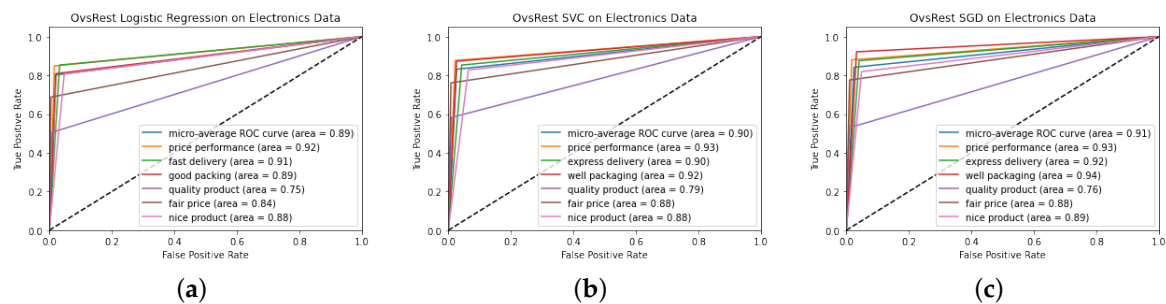 OvsRest Logistic Regression on Electronics Data
True Positive Rate
1.0
0.8
0.6
0.4
0.2
0.0
micro-average ROC curve (area = 0.89)
price performance (area = 0.92)
fast delivery (area = 0.91)
good packing (area = 0.89)
quality product (area = 0.75)
fair price (area = 0.84)
nice product (area = 0.88)
0.0 0.2 0.4 0.6 0.8 1.0
False Positive Rate
(a)
OvsRest SVC on Electronics Data
True Positive Rate
1.0
0.8
0.6
0.4
0.2
0.0
micro-average ROC curve (area = 0.90)
price performance (area = 0.93)
express delivery (area = 0.90)
well packaging (area = 0.92)
quality product (area = 0.79)
fair price (area = 0.88)
nice product (area = 0.88)
0.0 0.2 0.4 0.6 0.8 1.0
False Positive Rate
(b)
OvsRest SGD on Electronics Data
True Positive Rate
1.0
0.8
0.6
0.4
0.2
0.0
micro-average ROC curve (area = 0.91)
price performance (area = 0.93)
express delivery (area = 0.92)
well packaging (area = 0.94)
quality product (area = 0.76)
fair price (area = 0.88)
nice product (area = 0.89)
0.0 0.2 0.4 0.6 0.8 1.0
False Positive Rate
(c)